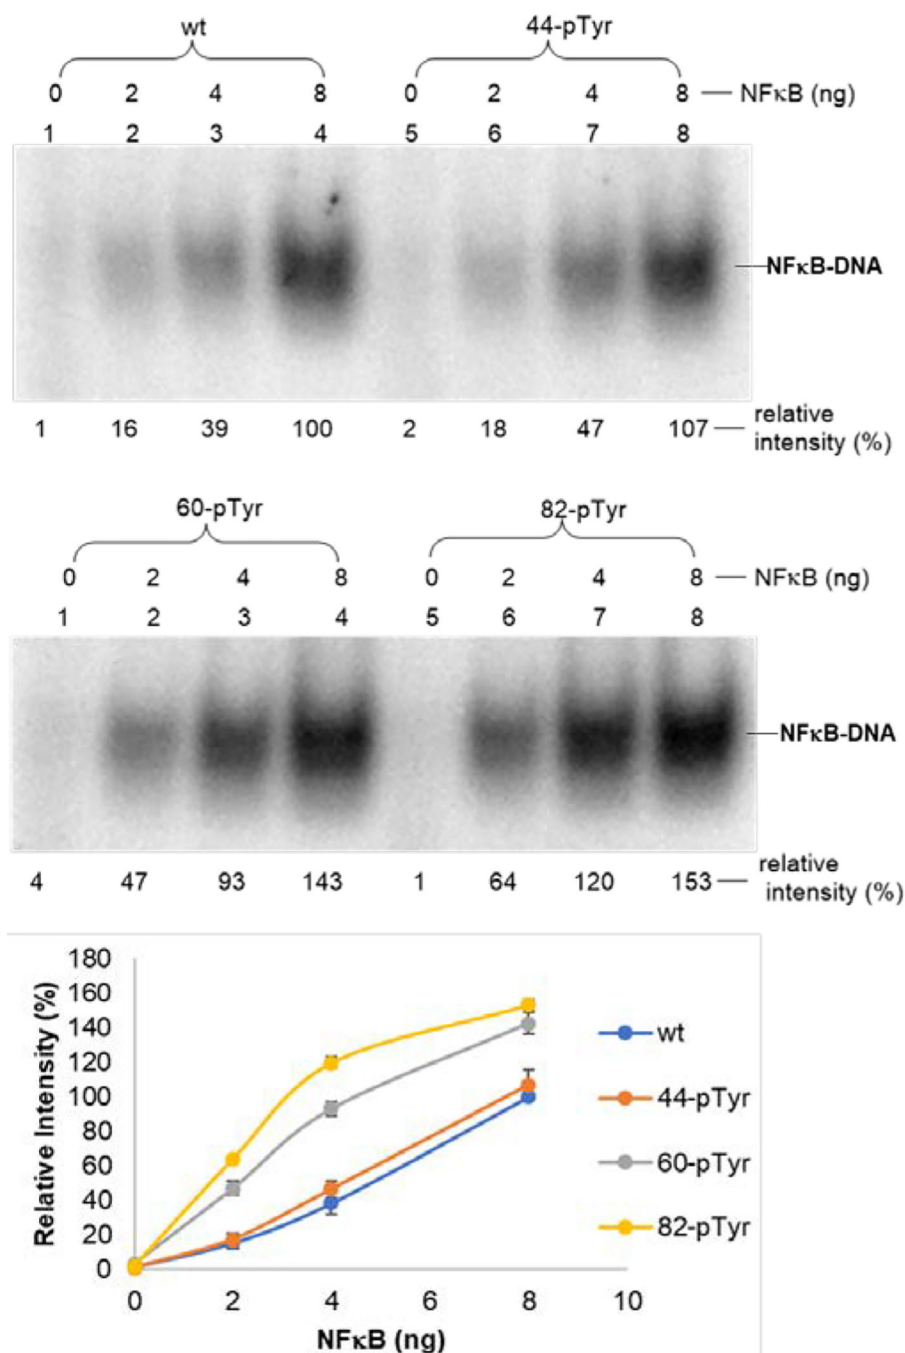 wt 44-pTyr
0 2 4 8 0 2 4 8 NFκB (ng)
1 2 3 4 5 6 7 8
NFκB-DNA
1 16 39 100 2 18 47 107 relative
intensity (%)
60-pTyr 82-pTyr
0 2 4 8 0 2 4 8 NFκB (ng)
1 2 3 4 5 6 7 8
NFκB-DNA
4 47 93 143 1 64 120 153 relative
intensity (%)
180
160
140
120
100
80
60
40
20
0
Relative Intensity (%)
0 2 4 6 8 10
NFκB (ng)
wt
44-pTyr
60-pTyr
82-pTyr